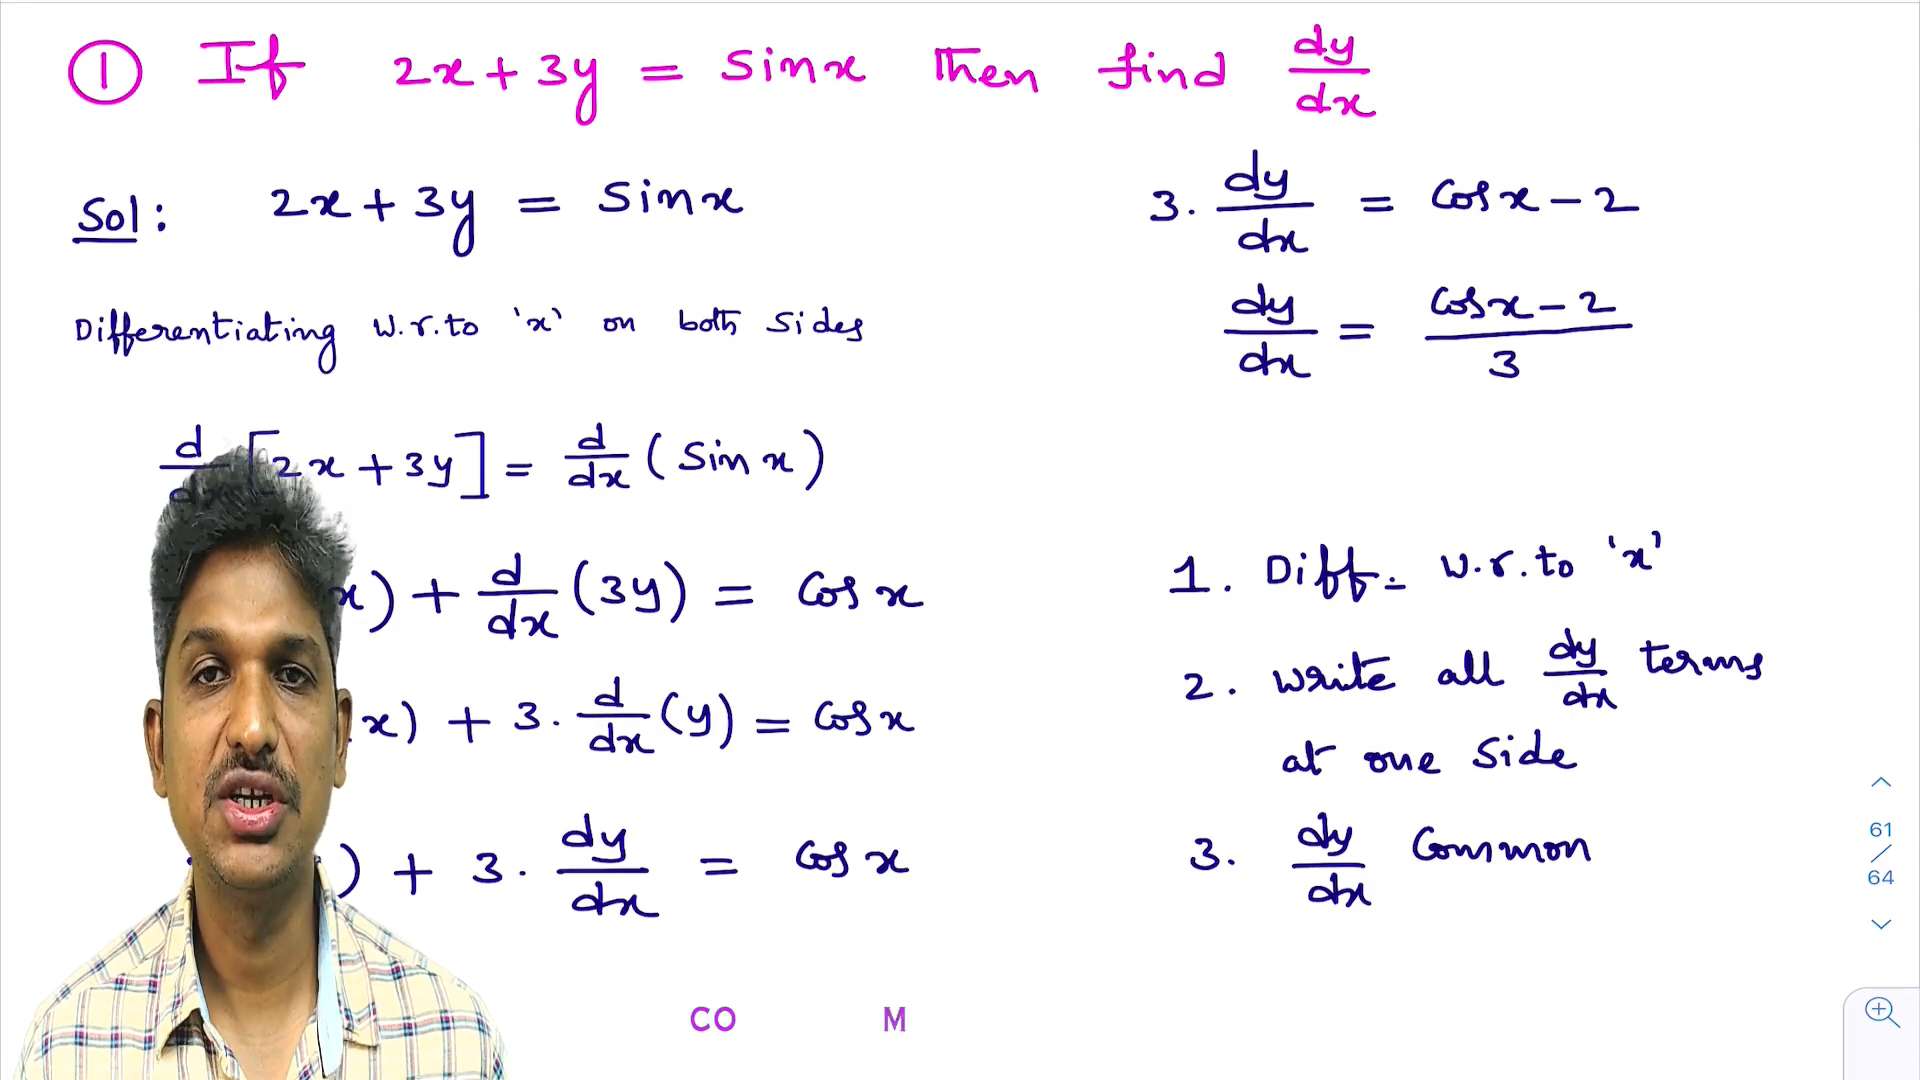 ① If 2x + 3y = Sin x Then find dy/dx
Sol: 2x + 3y = Sin x
Differentiating w.r.to 'x' on both sides
d/dx [2x + 3y] = d/dx (Sin x)
x) + d/dx (3y) = Cos x
x) + 3. d/dx (y) = Cos x
) + 3. dy/dx = Cos x
3. dy/dx = Cos x - 2
dy/dx = Cos x - 2 / 3
1. Diff. w.r.to 'x'
2. write all dy/dx terms
at one side
3. dy/dx Common
61
/
64
CO M